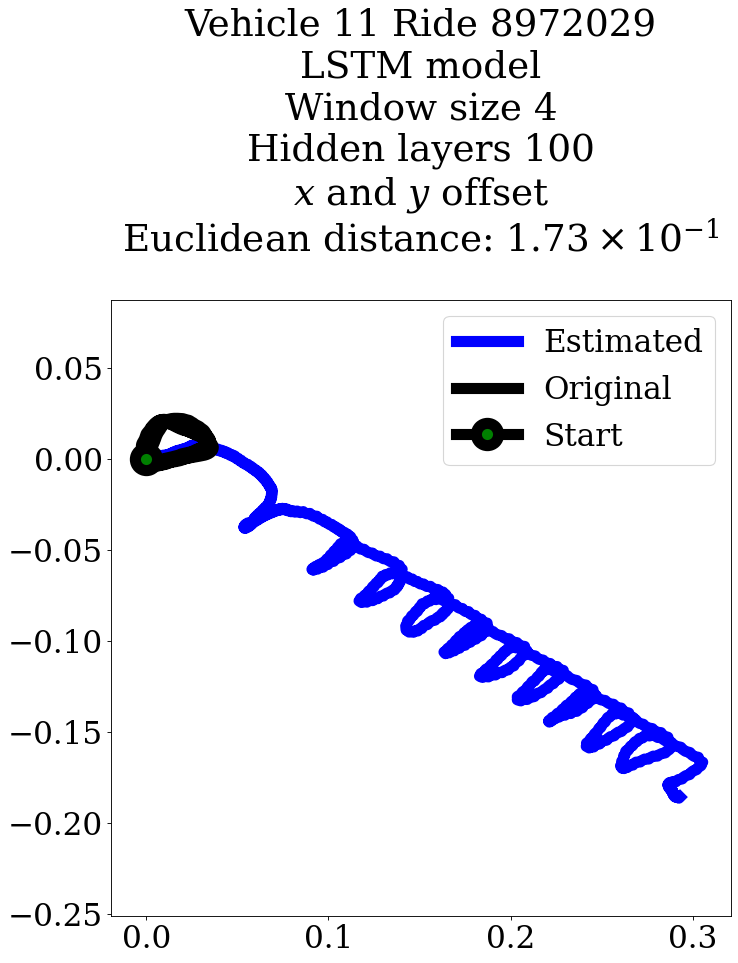 Vehicle 11 Ride 8972029
LSTM model
Window size 4
Hidden layers 100
x and y offset
Euclidean distance: 1.73 × 10⁻¹
Estimated
Original
Start
0.05
0.00
−0.05
−0.10
−0.15
−0.20
−0.25
0.0 0.1 0.2 0.3